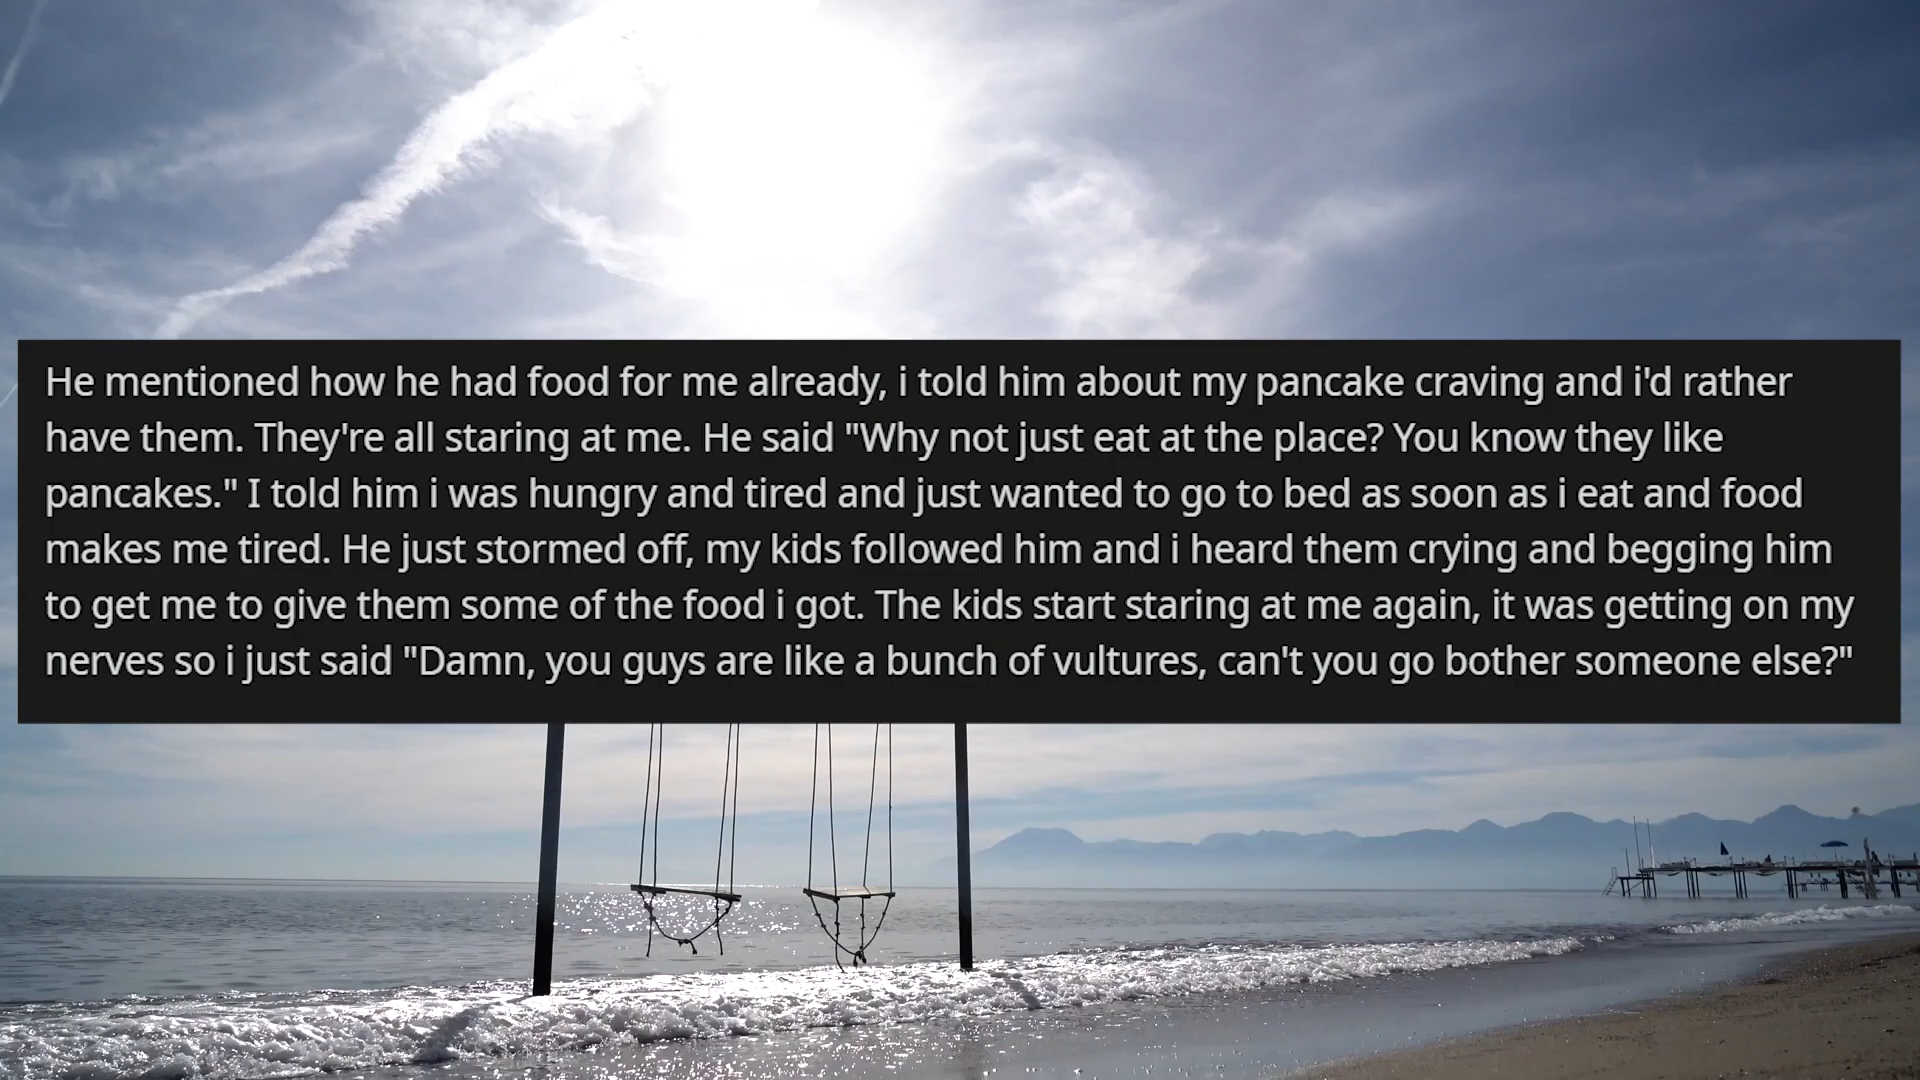 He mentioned how he had food for me already, i told him about my pancake craving and i'd rather
have them. They're all staring at me. He said "Why not just eat at the place? You know they like
pancakes." I told him i was hungry and tired and just wanted to go to bed as soon as i eat and food
makes me tired. He just stormed off, my kids followed him and i heard them crying and begging him
to get me to give them some of the food i got. The kids start staring at me again, it was getting on my
nerves so i just said "Damn, you guys are like a bunch of vultures, can't you go bother someone else?"